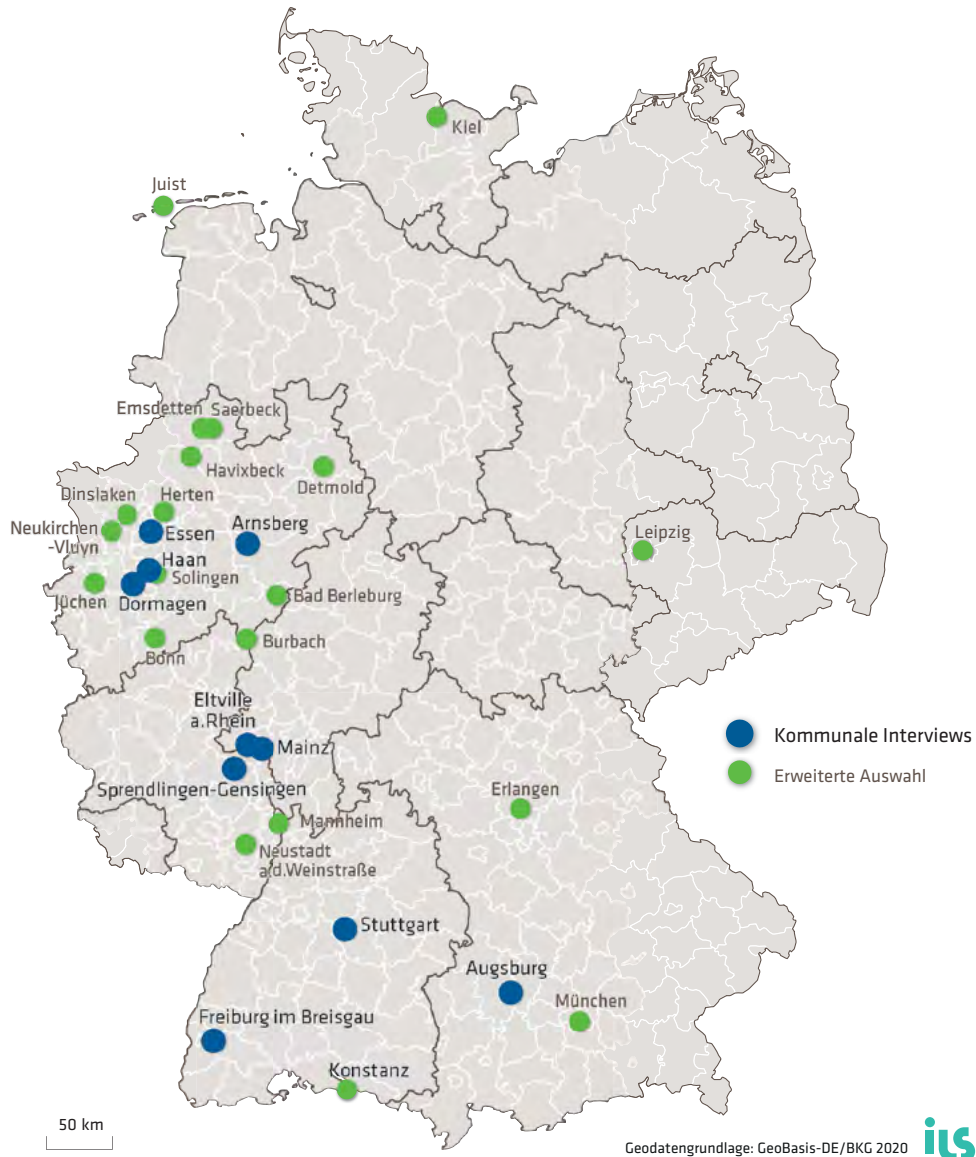 Kiel
Juist
Emsdetten Saerbeck
Havixbeck
Detmold
Dinslaken
Herten
Neukirchen
-Vluyn
Essen
Arnsberg
Haan
Solingen
Jüchen
Dormagen
Bad Berleburg
Bonn
Burbach
Leipzig
Eltville
a.Rhein
Mainz
Sprendlingen-Gensingen
Kommunale Interviews
Erweiterte Auswahl
Erlangen
Mannheim
Neustadt
a.d.Weinstraße
Stuttgart
Augsburg
München
Freiburg im Breisgau
Konstanz
50 km
Geodatengrundlage: GeoBasis-DE/BKG 2020
ils